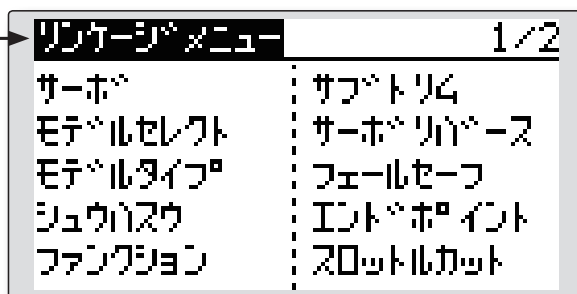 リンケージメニュー 1/2
サーボ
モデルセレクト
モデルタイプ
シュウハスウ
ファンクション
サブトリム
サーボリバース
フェールセーフ
エンドポイント
スロットルカット